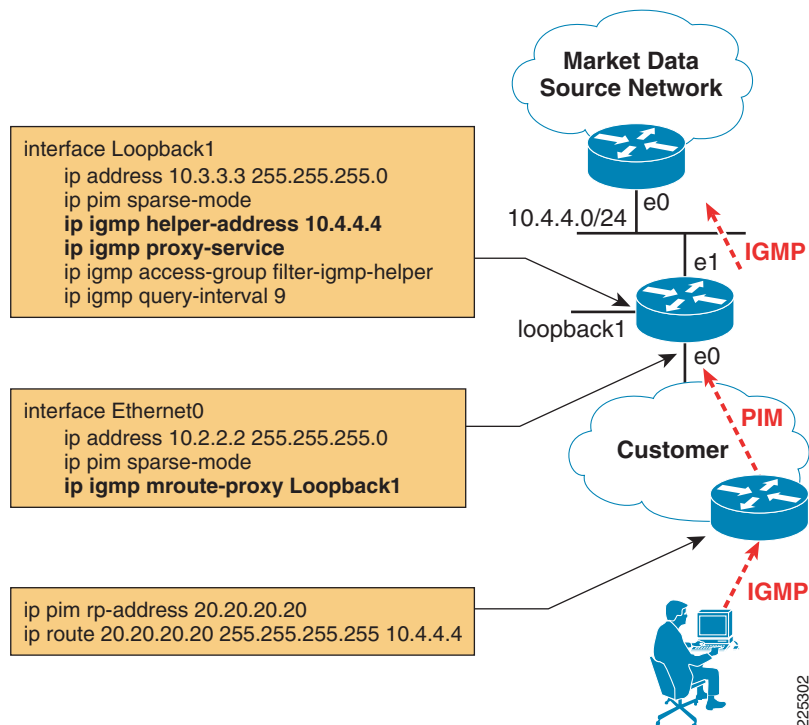 Market Data
Source Network
interface Loopback1
ip address 10.3.3.3 255.255.255.0
ip pim sparse-mode
ip igmp helper-address 10.4.4.4
ip igmp proxy-service
ip igmp access-group filter-igmp-helper
ip igmp query-interval 9
e0
10.4.4.0/24
IGMP
e1
loopback1
e0
interface Ethernet0
ip address 10.2.2.2 255.255.255.0
ip pim sparse-mode
ip igmp mroute-proxy Loopback1
PIM
Customer
ip pim rp-address 20.20.20.20
ip route 20.20.20.20 255.255.255.255 10.4.4.4
IGMP
225302